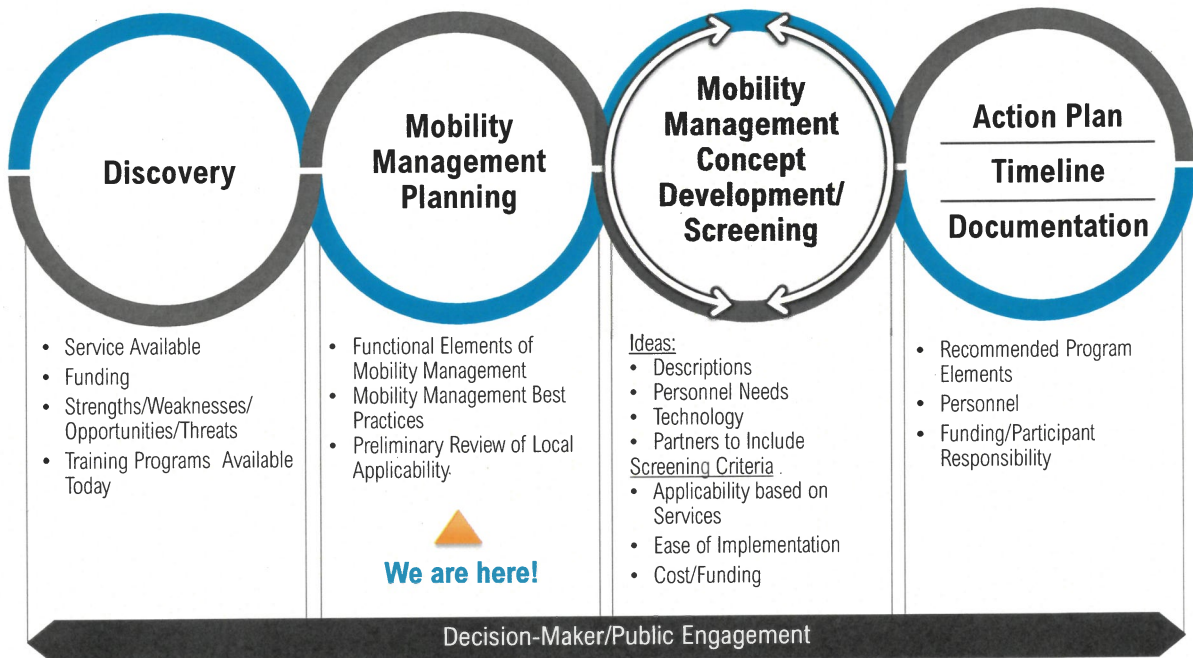 Discovery
Mobility
Management
Planning
Mobility
Management
Concept
Development/
Screening
Action Plan
Timeline
Documentation
• Service Available
• Funding
• Strengths/Weaknesses/
Opportunities/Threats
• Training Programs Available
Today
• Functional Elements of
Mobility Management
• Mobility Management Best
Practices
• Preliminary Review of Local
Applicability
We are here!
Ideas:
• Descriptions
• Personnel Needs
• Technology
• Partners to Include
Screening Criteria
• Applicability based on
Services
• Ease of Implementation
• Cost/Funding
• Recommended Program
Elements
• Personnel
• Funding/Participant
Responsibility
Decision-Maker/Public Engagement